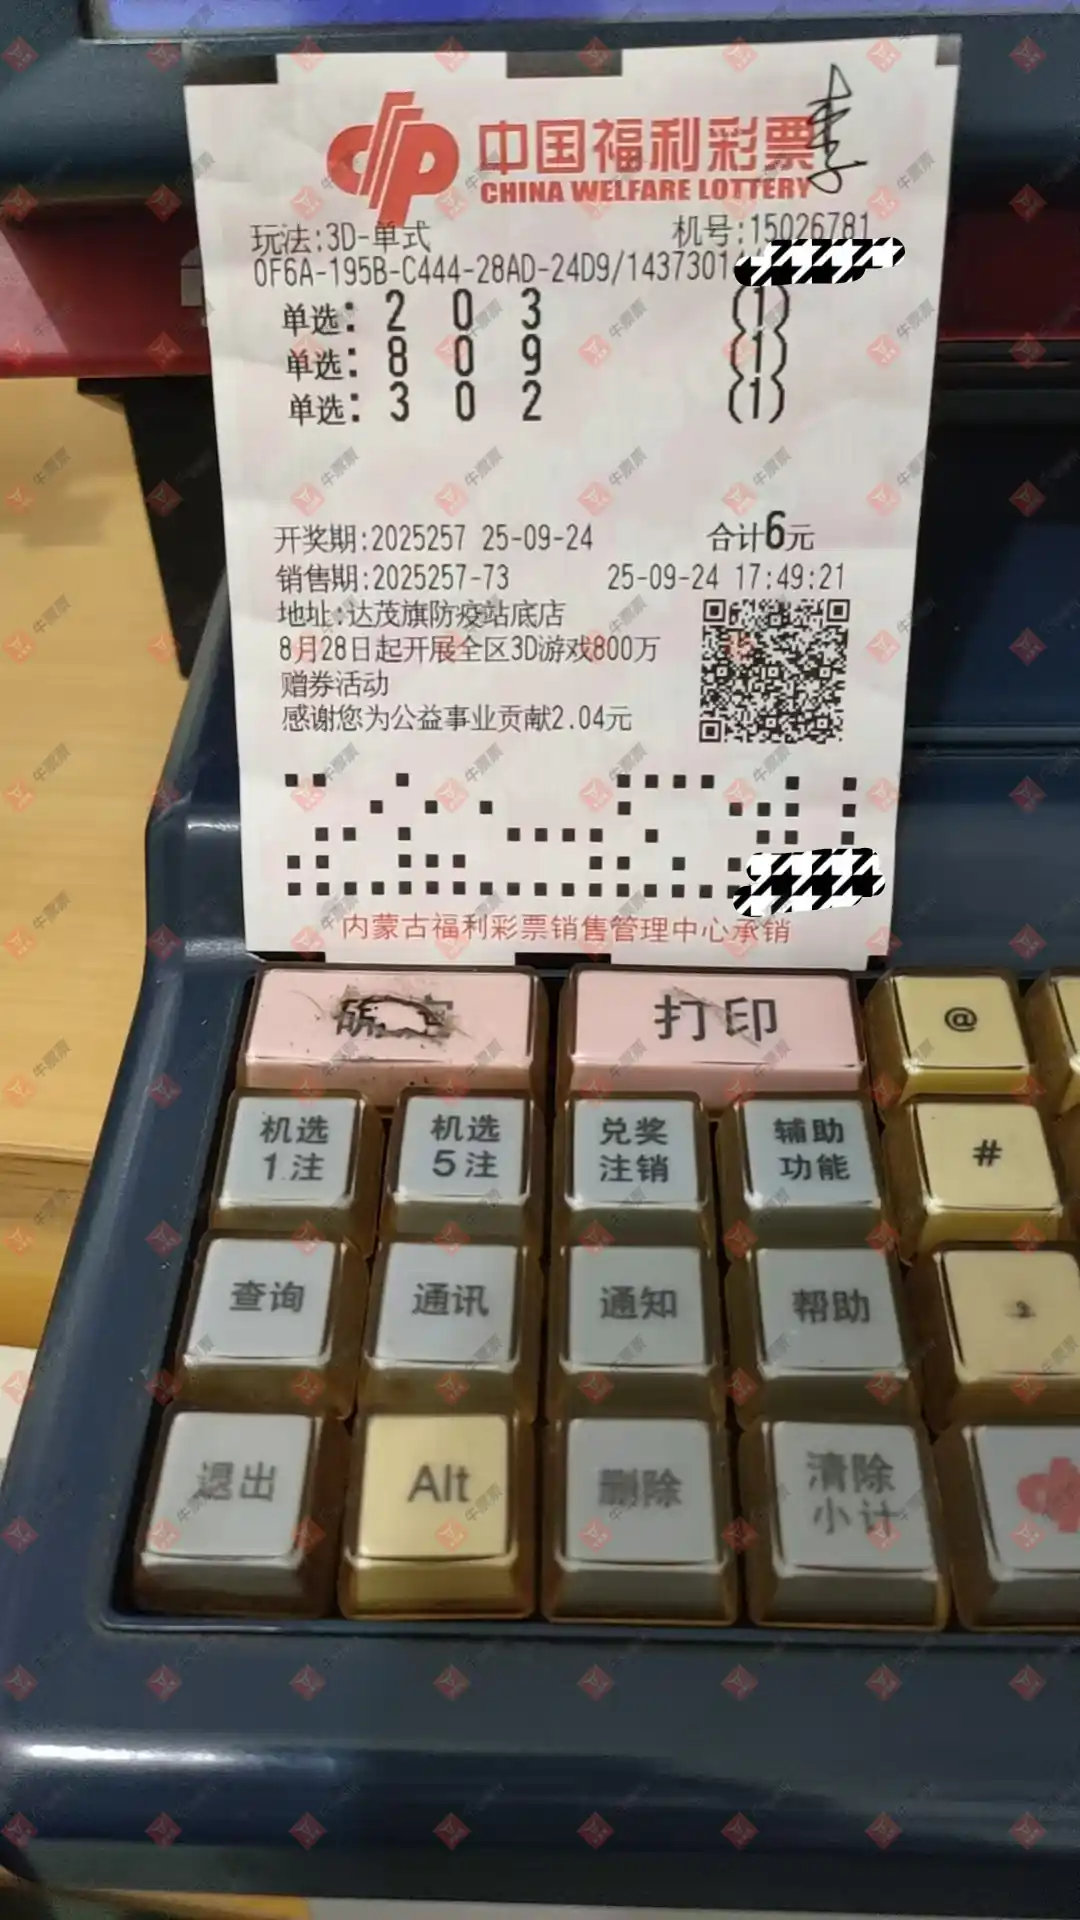 中国福利彩票
CHINA WELFARE LOTTERY
李
玩法:3D-单式 机号:15026781
0F6A-195B-C444-28AD-24D9/1437301
单选: 2 0 3 (1)
单选: 8 0 9 (1)
单选: 3 0 2 (1)
开奖期:2025257 25-09-24 合计6元
销售期:2025257-73 25-09-24 17:49:21
地址:达茂旗防疫站底店
8月28日起开展全区3D游戏800万
赠券活动
感谢您为公益事业贡献2.04元
内蒙古福利彩票销售管理中心承销
打印 @
机选 1注 机选 5注 兑奖 注销 辅助 功能 #
查询 通讯 通知 帮助
退出 Alt 删除 清除 小计
牛票票